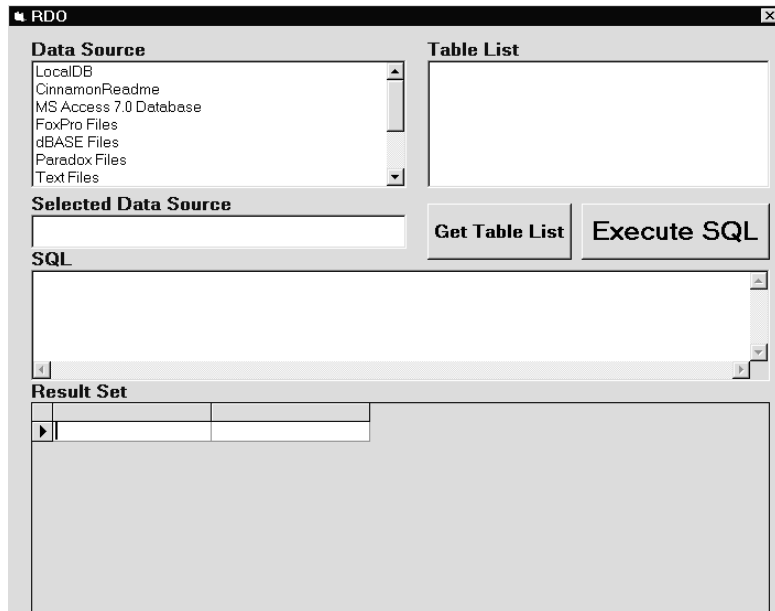 RDO
Data Source
LocalDB
CinnamonReadme
MS Access 7.0 Database
FoxPro Files
dBASE Files
Paradox Files
Text Files
Table List
Selected Data Source
Get Table List
Execute SQL
SQL
Result Set